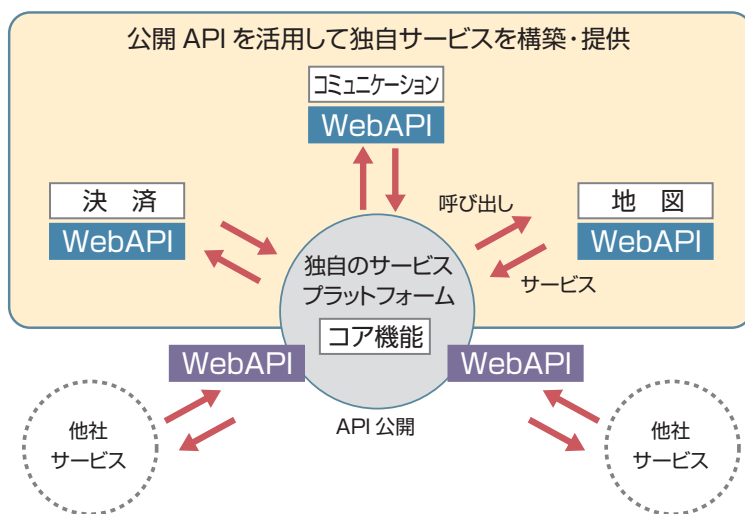 公開 API を活用して独自サービスを構築・提供
コミュニケーション
WebAPI
決　済
WebAPI
呼び出し
地　図
WebAPI
独自のサービス
プラットフォーム
サービス
コア機能
WebAPI
WebAPI
API 公開
他社
サービス
他社
サービス